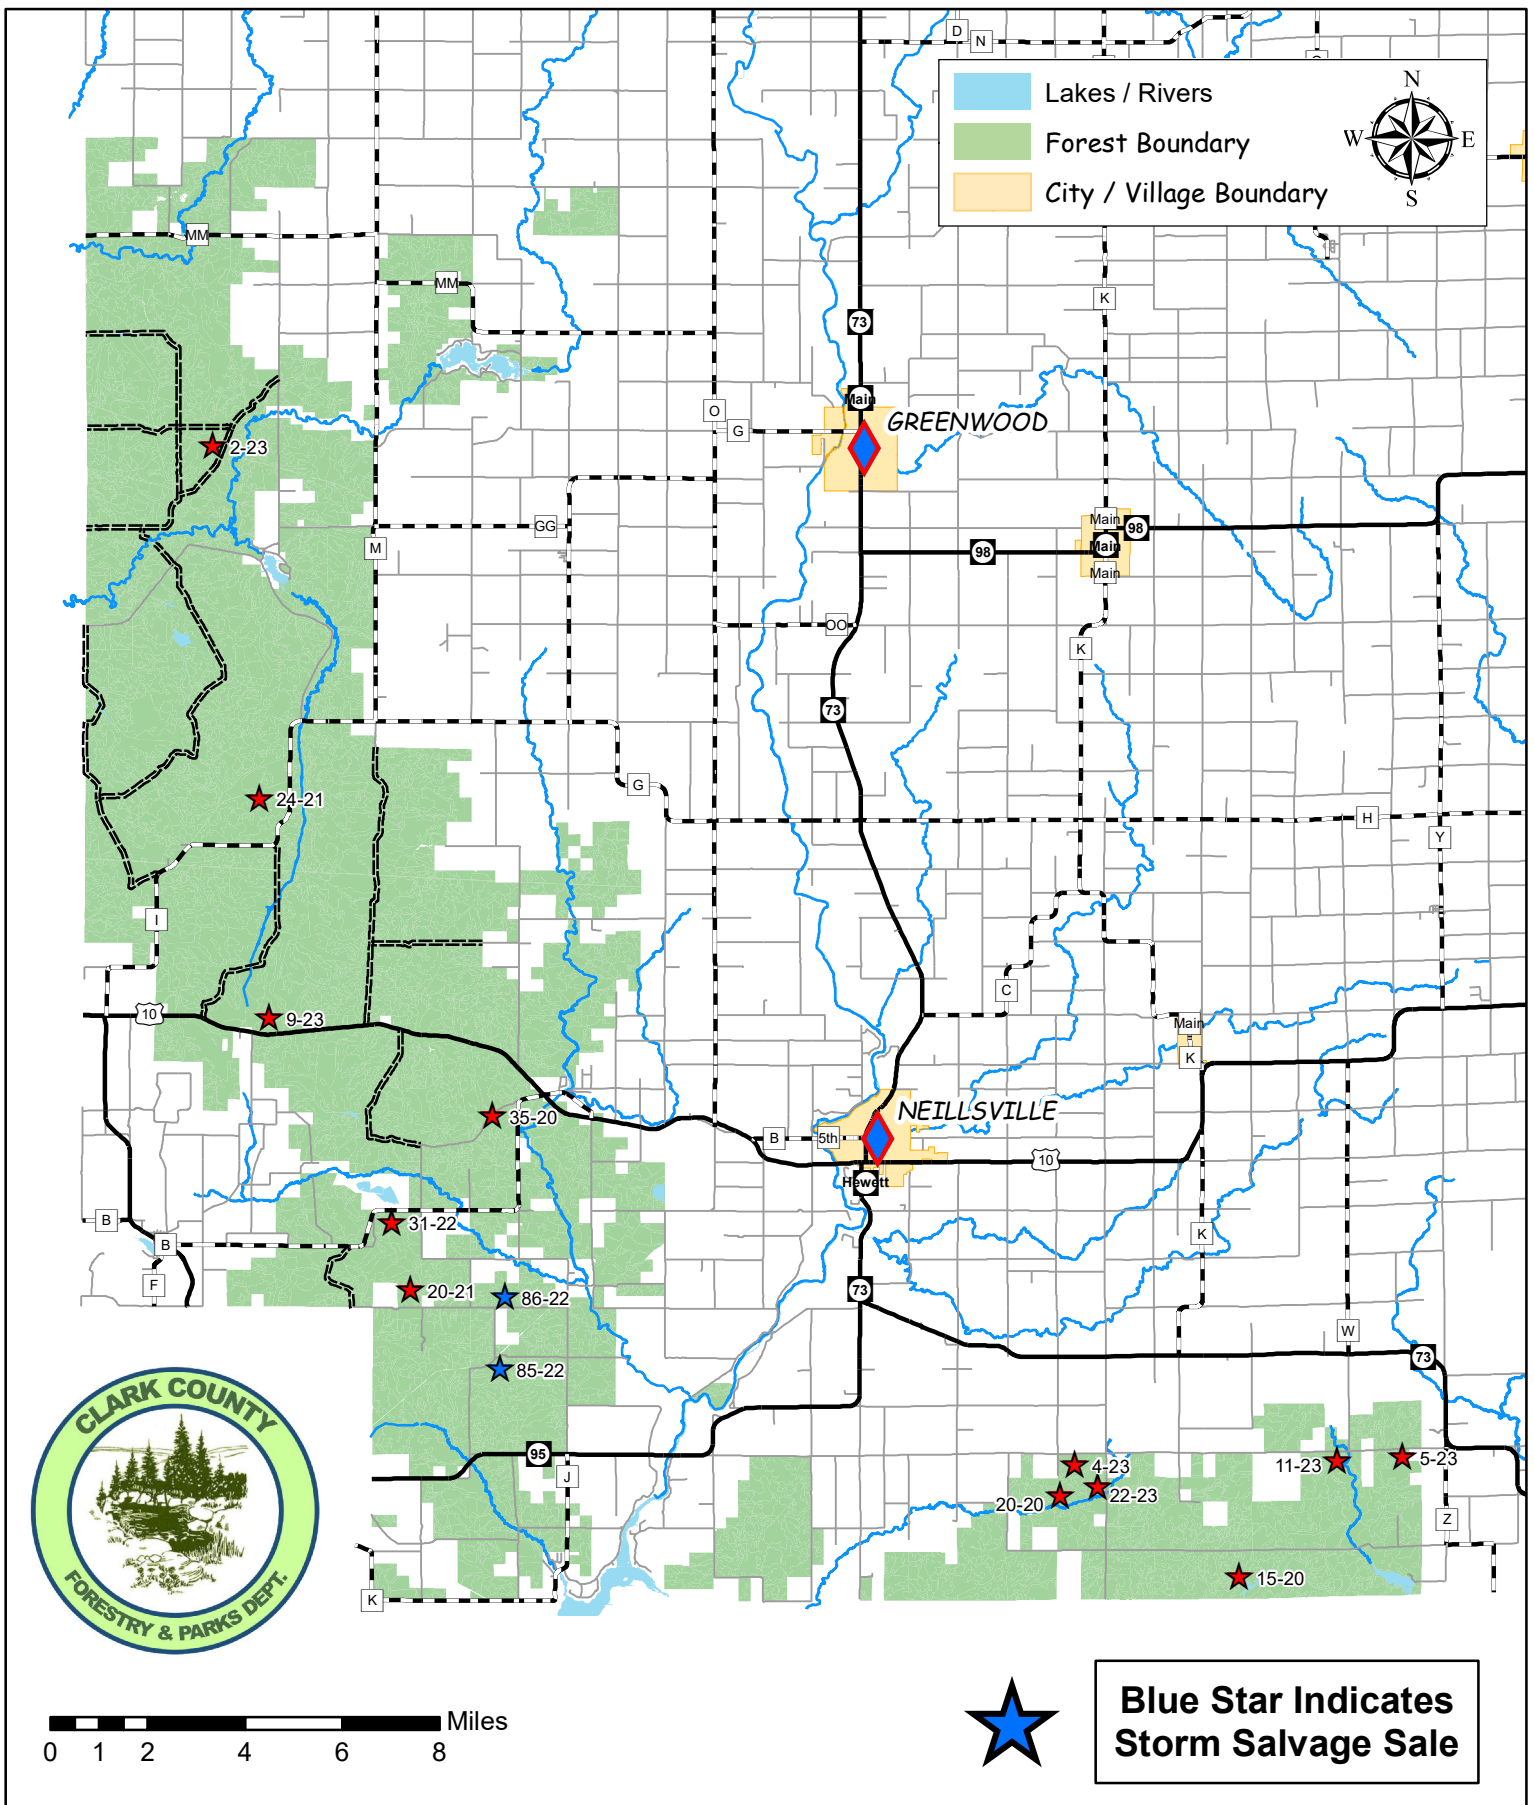 D
N
Lakes / Rivers
Forest Boundary
City / Village Boundary
N
W
E
S
MM
MM
K
73
Main
O
G
GREENWOOD
2-23
GG
M
Main
98
Main
98
Main
OO
K
73
G
24-21
H
Y
I
C
10
9-23
Main
K
35-20
NEILLSVILLE
B
5th
10
Hewett
B
B
F
31-22
K
20-21
86-22
73
W
73
85-22
95
J
4-23
22-23
20-20
11-23
5-23
Z
15-20
K
CLARK COUNTY
FORESTRY & PARKS DEPT.
Miles
0 1 2 4 6 8
Blue Star Indicates
Storm Salvage Sale